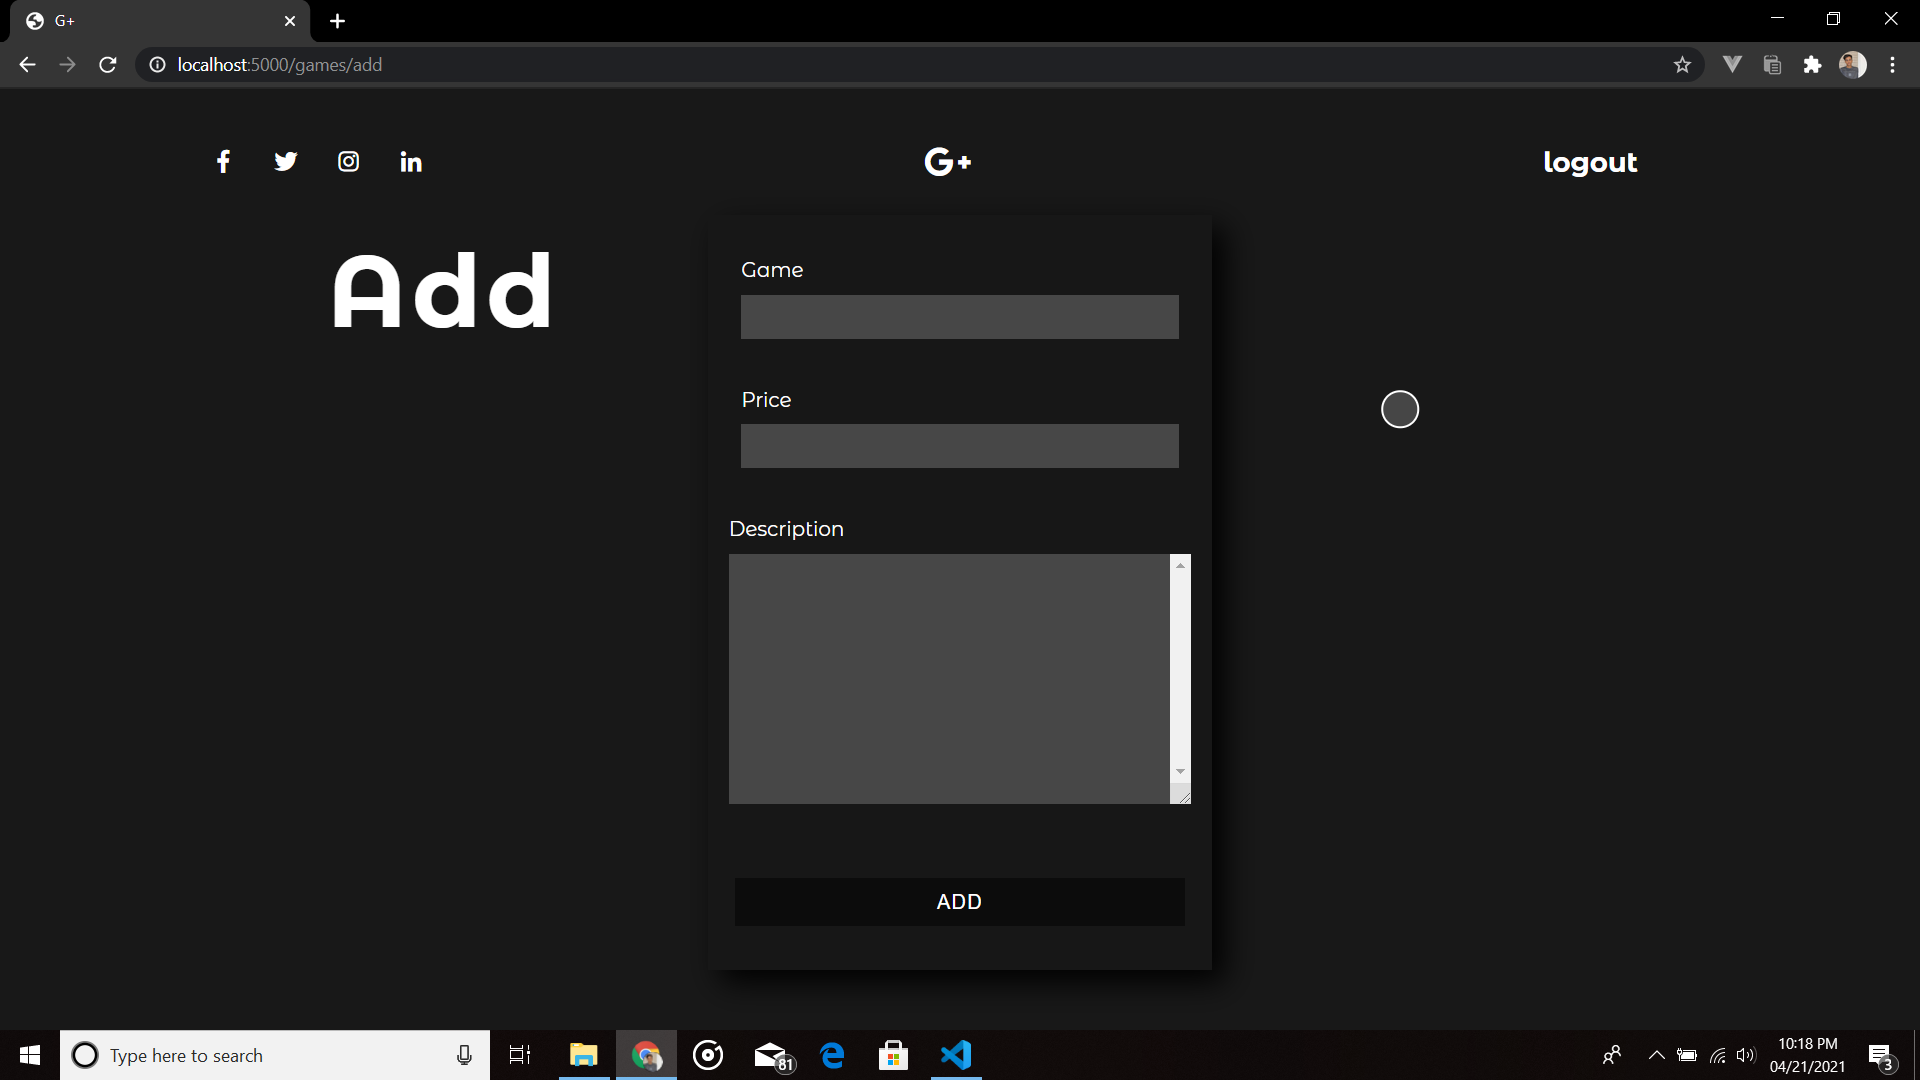 G+
localhost:5000/games/add
G+
logout
Add
Game
Price
Description
ADD
Type here to search
81
10:18 PM
04/21/2021
3